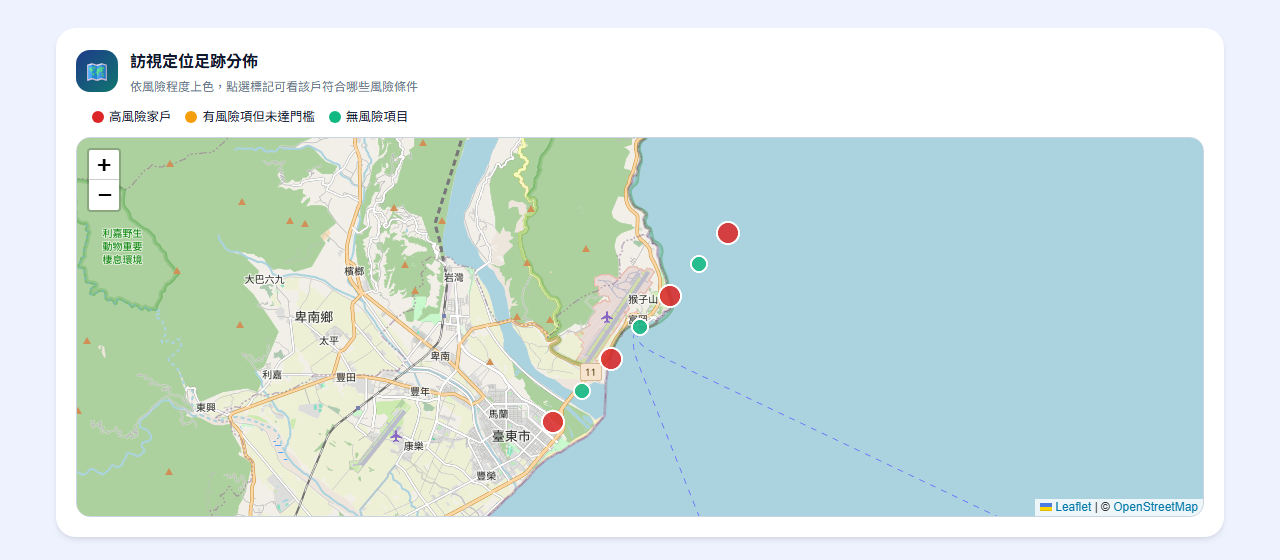 訪視定位足跡分佈
依風險程度上色，點選標記可看該戶符合哪些風險條件
高風險家戶
有風險項但未達門檻
無風險項目
+
−
利嘉野生
動物重要
棲息環境
大巴六九
檳榔
岩灣
猴子山
卑南鄉
太平
卑南
11
利嘉
豐田
豐年
東興
馬蘭
臺東市
康樂
豐榮
Leaflet | © OpenStreetMap